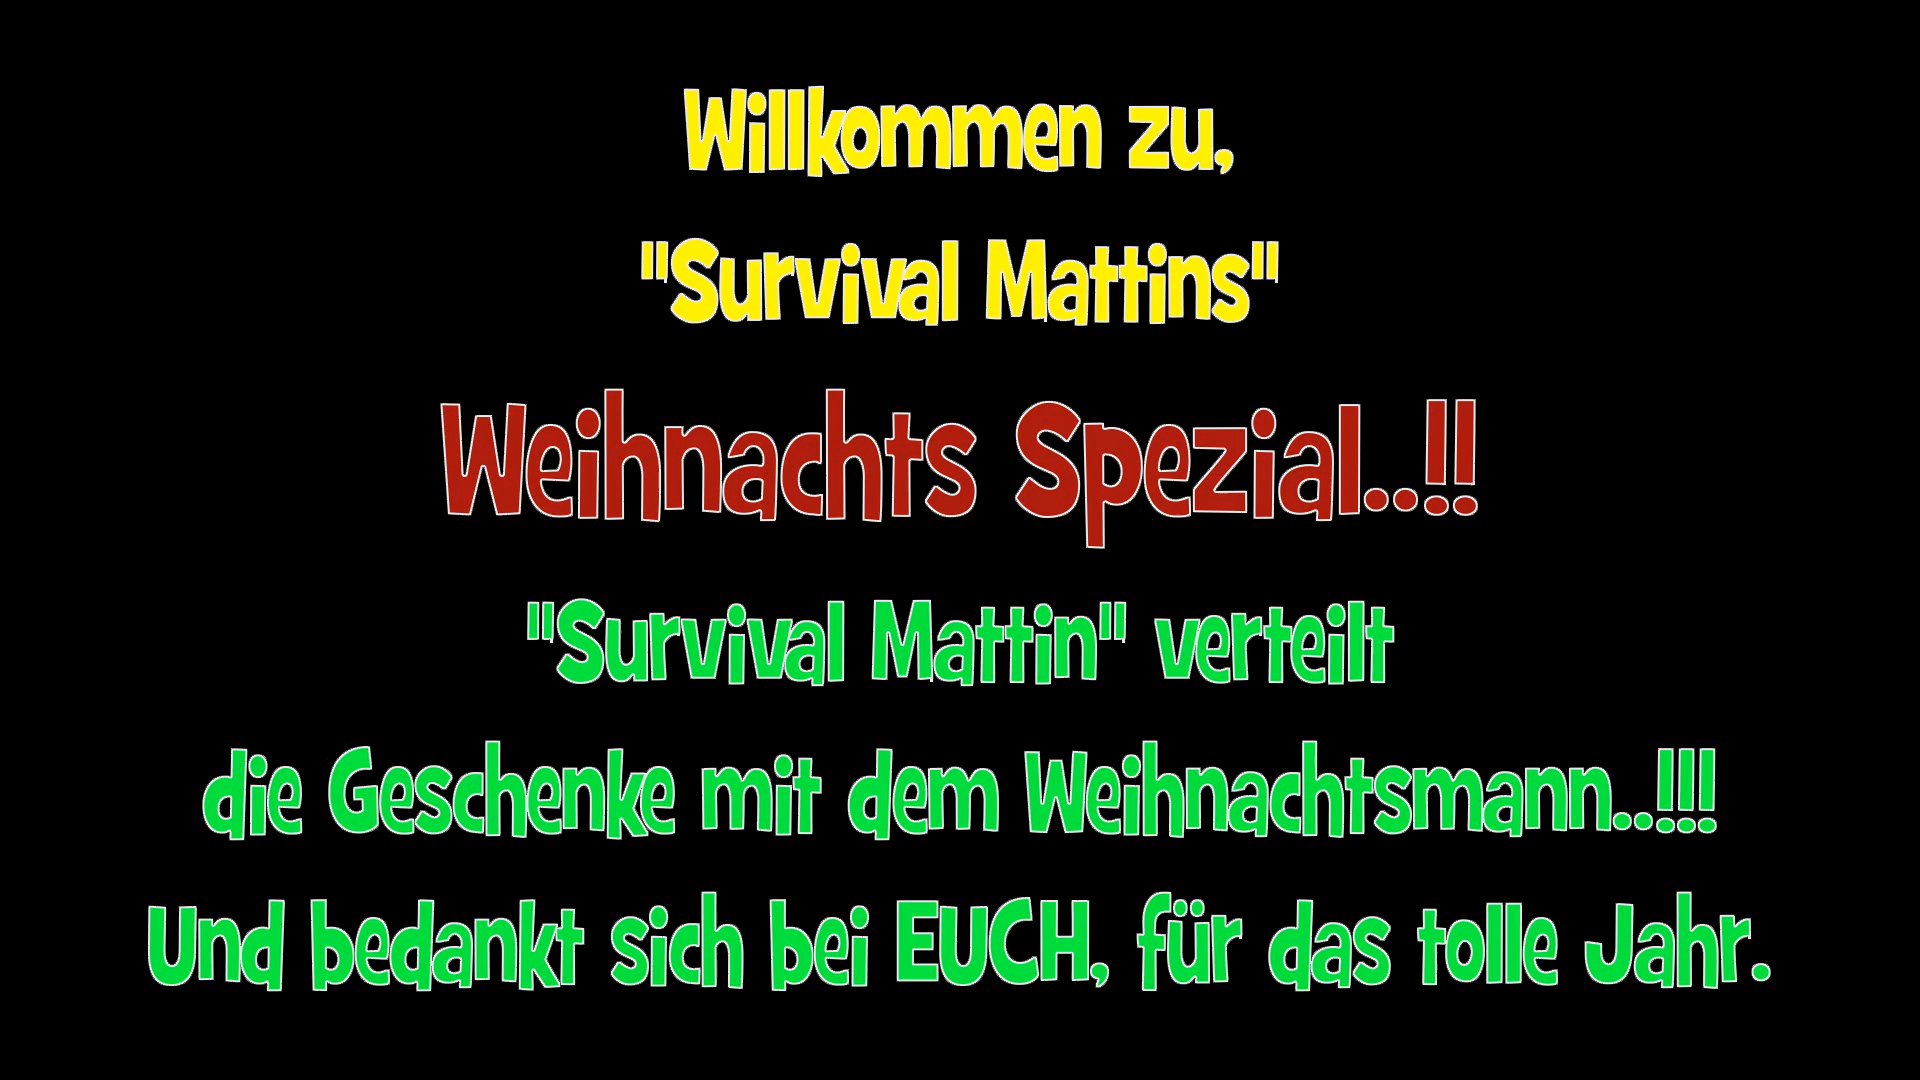 Willkommen zu,
"Survival Mattins"
Weihnachts Spezial..!!
"Survival Mattin" verteilt
die Geschenke mit dem Weihnachtsmann..!!!
Und bedankt sich bei EUCH, für das tolle Jahr.